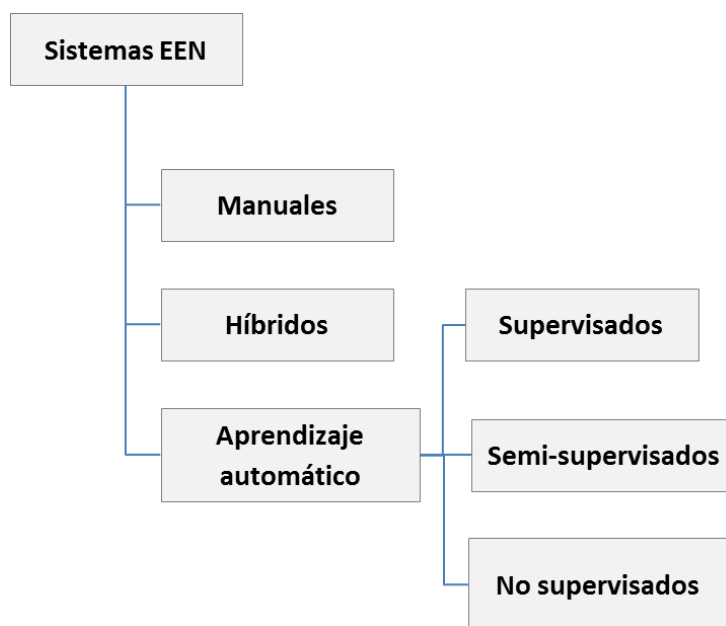 Sistemas EEN
Manuales
Híbridos
Supervisados
Aprendizaje
automático
Semi-supervisados
No supervisados